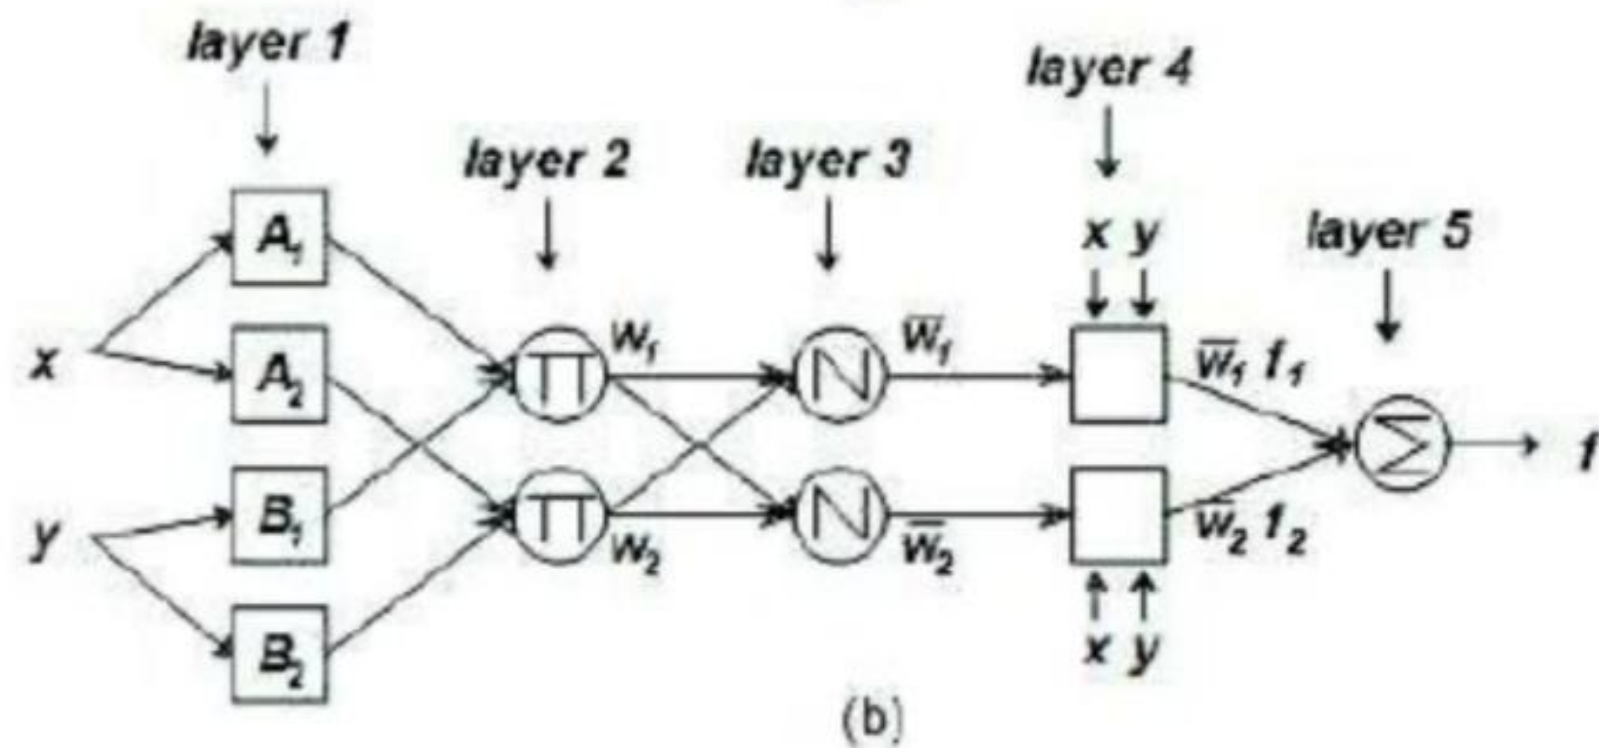 layer 1
layer 4
layer 2
layer 3
x y
layer 5
A₁
x
A₂
∏
w₁
N
w̅₁
w̅₁ f₁
Σ
f
B₁
y
∏
w₂
N
w̅₂
w̅₂ f₂
B₂
x y
(b)